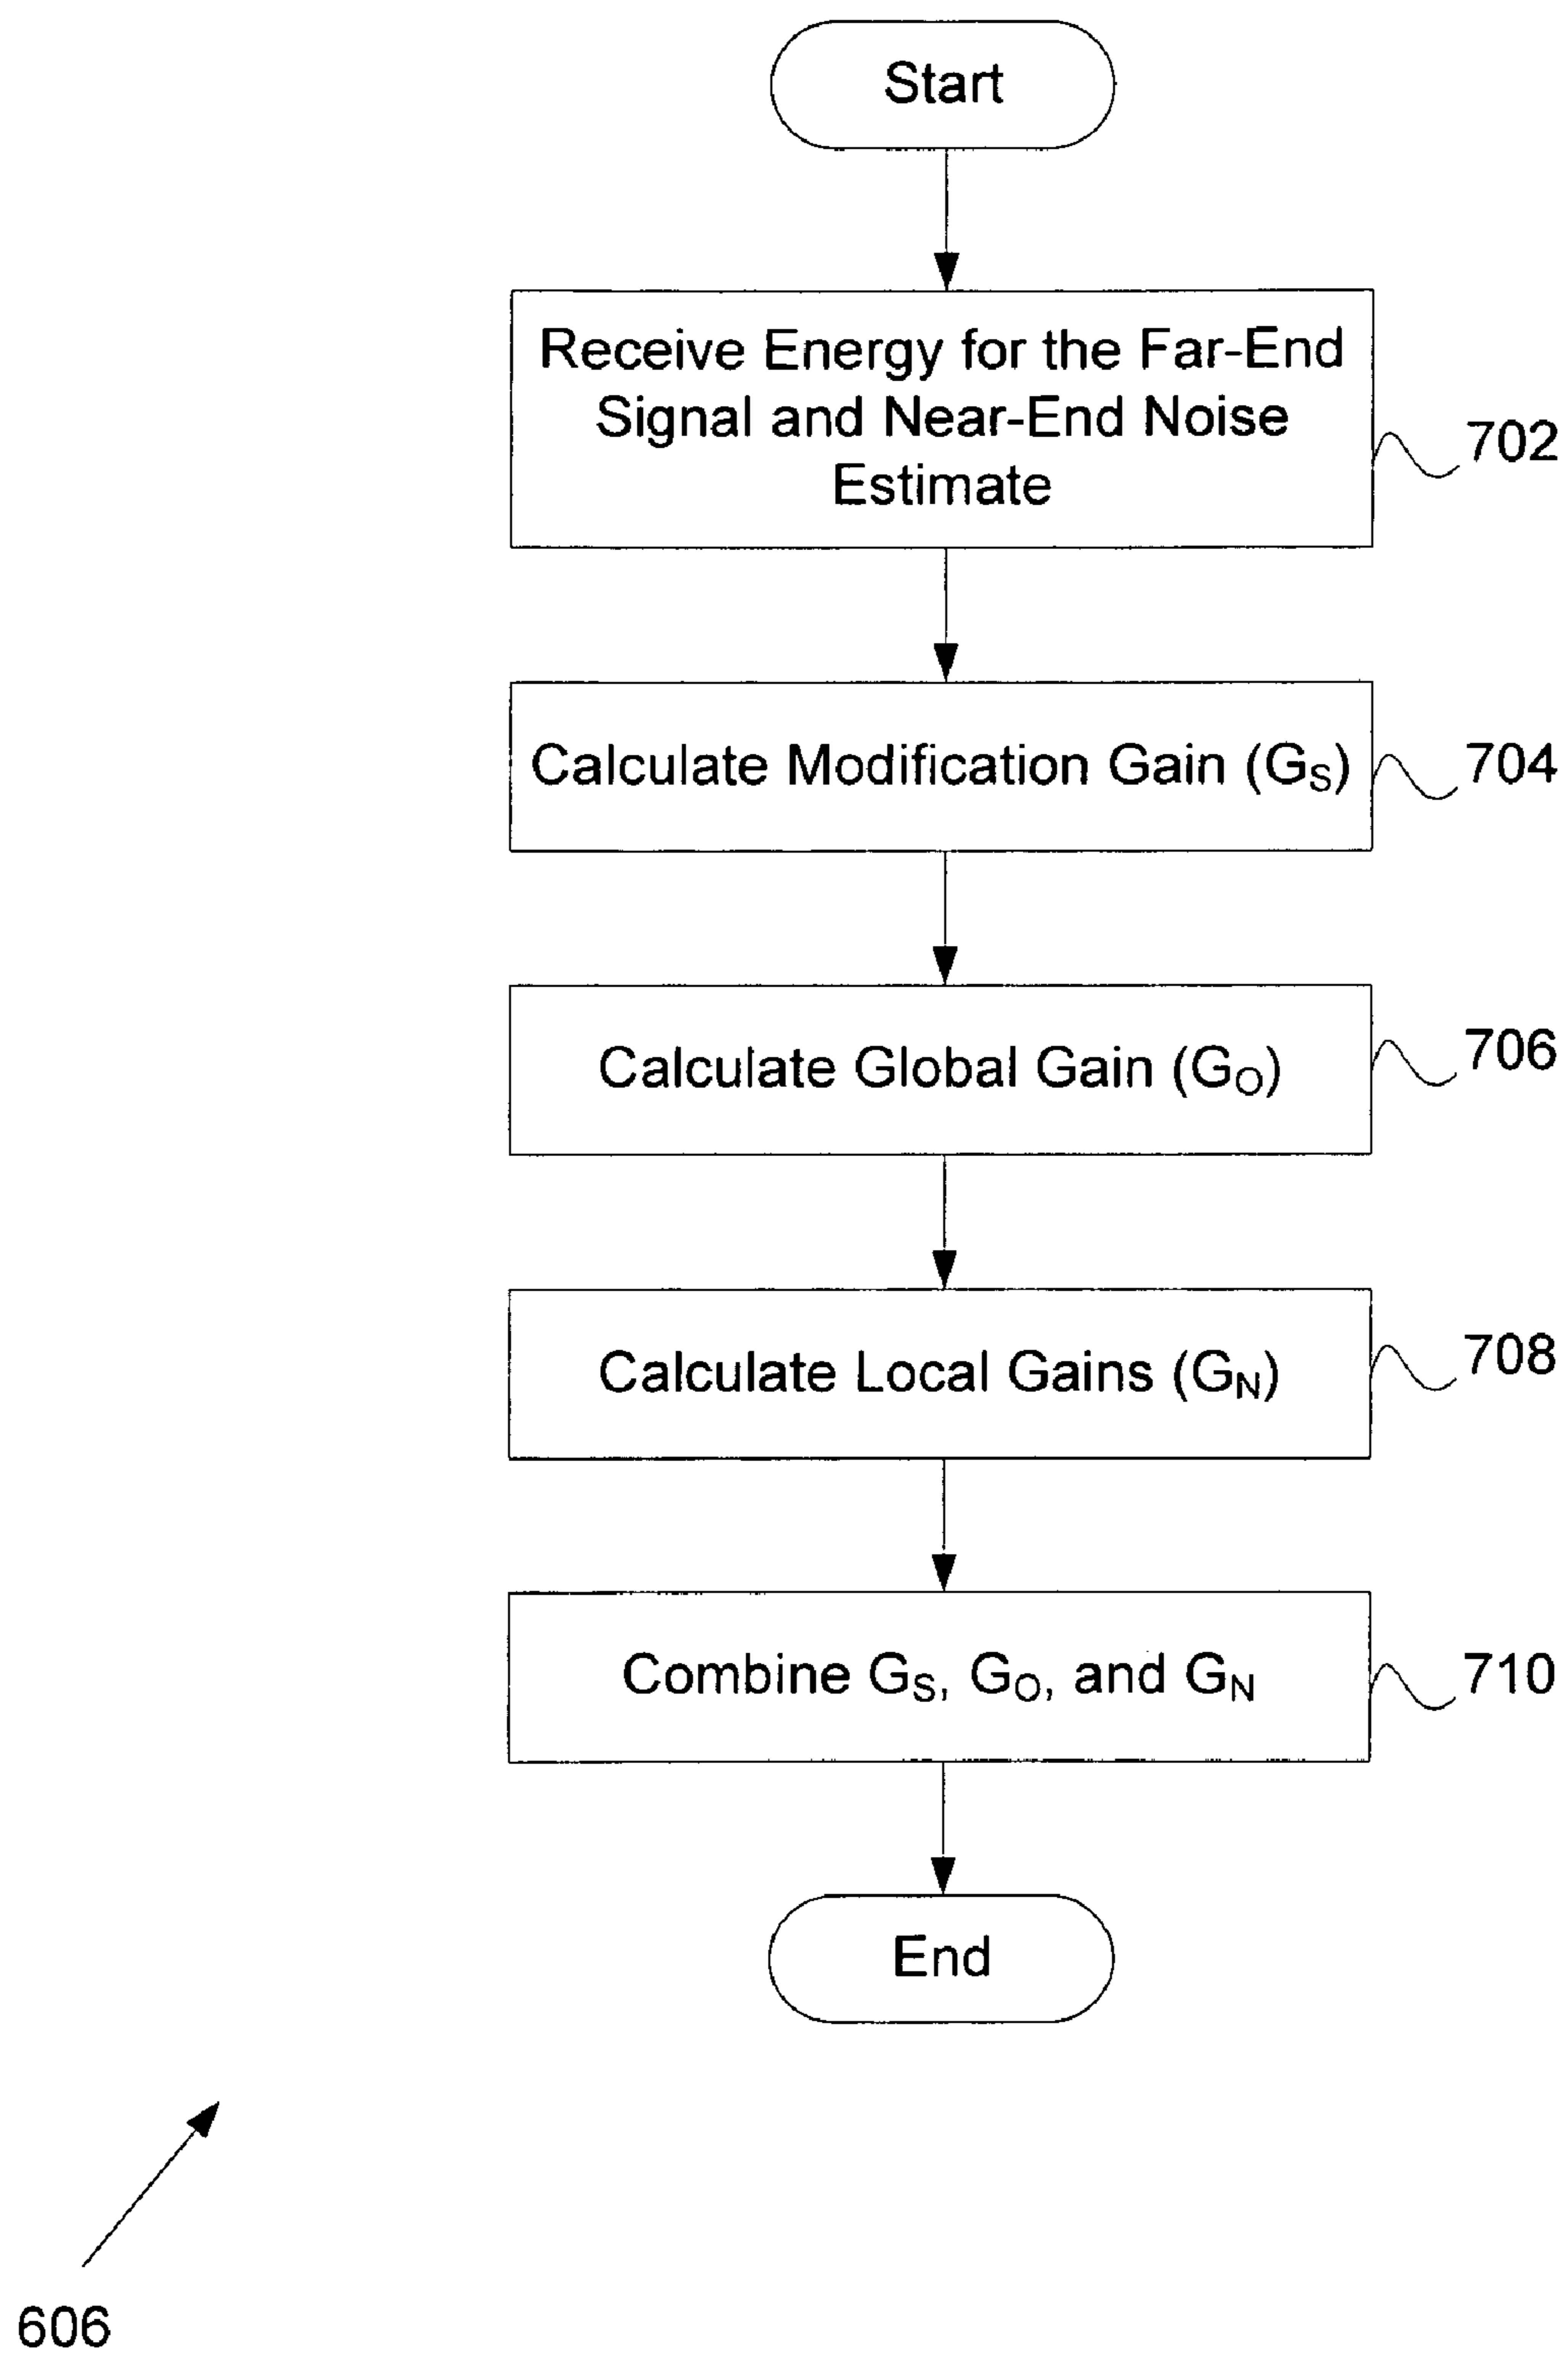 Start
Receive Energy for the Far-End
Signal and Near-End Noise
Estimate
702
Calculate Modification Gain (GS)
704
Calculate Global Gain (GO)
706
Calculate Local Gains (GN)
708
Combine GS, GO, and GN
710
End
606